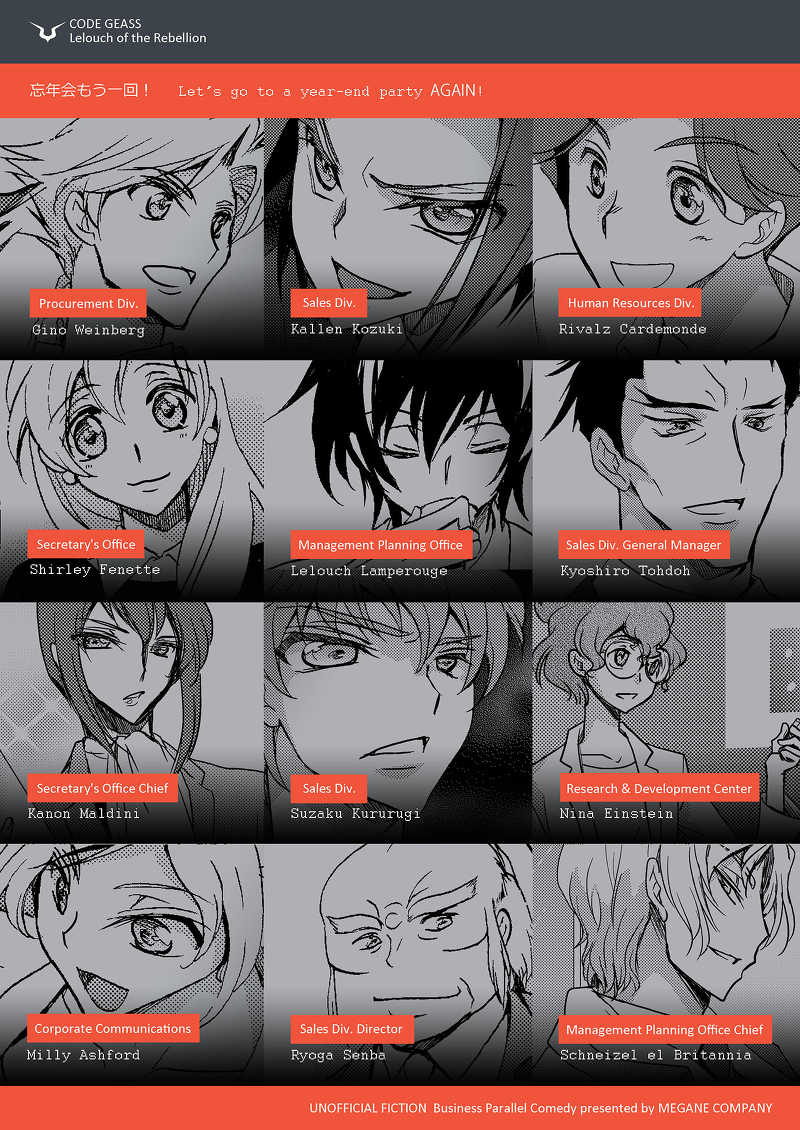 CODE GEASS
Lelouch of the Rebellion
忘年会もう一回！ Let's go to a year-end party AGAIN!
Procurement Div.
Gino Weinberg
Sales Div.
Kallen Kozuki
Human Resources Div.
Rivalz Cardemonde
Secretary's Office
Shirley Fenette
Management Planning Office
Lelouch Lamperouge
Sales Div. General Manager
Kyoshiro Tohdoh
Secretary's Office Chief
Kanon Maldini
Sales Div.
Suzaku Kururugi
Research & Development Center
Nina Einstein
Corporate Communications
Milly Ashford
Sales Div. Director
Ryoga Senba
Management Planning Office Chief
Schneizel el Britannia
UNOFFICIAL FICTION Business Parallel Comedy presented by MEGANE COMPANY